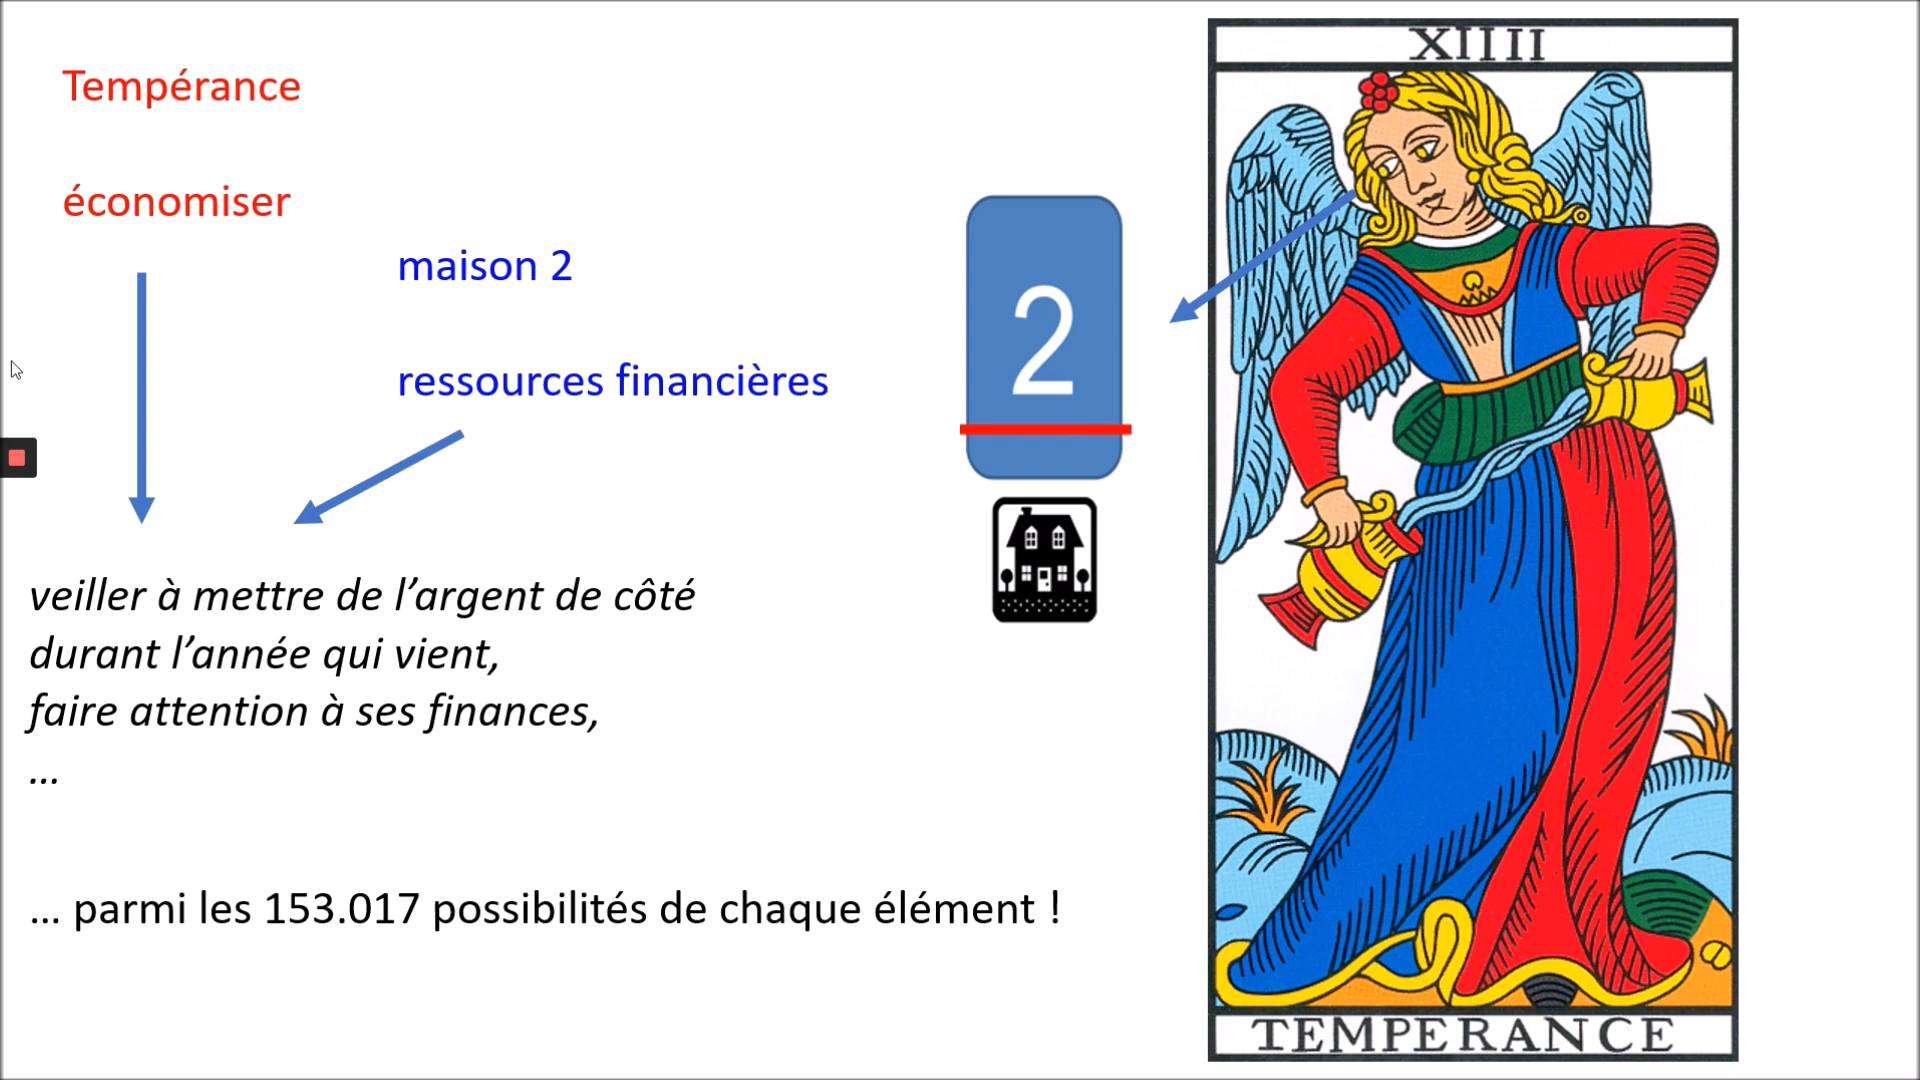 Tempérance
économiser
maison 2
ressources financières
veiller à mettre de l’argent de côté
durant l’année qui vient,
faire attention à ses finances,
...
... parmi les 153.017 possibilités de chaque élément !
2
XIIII
TEMPERANCE